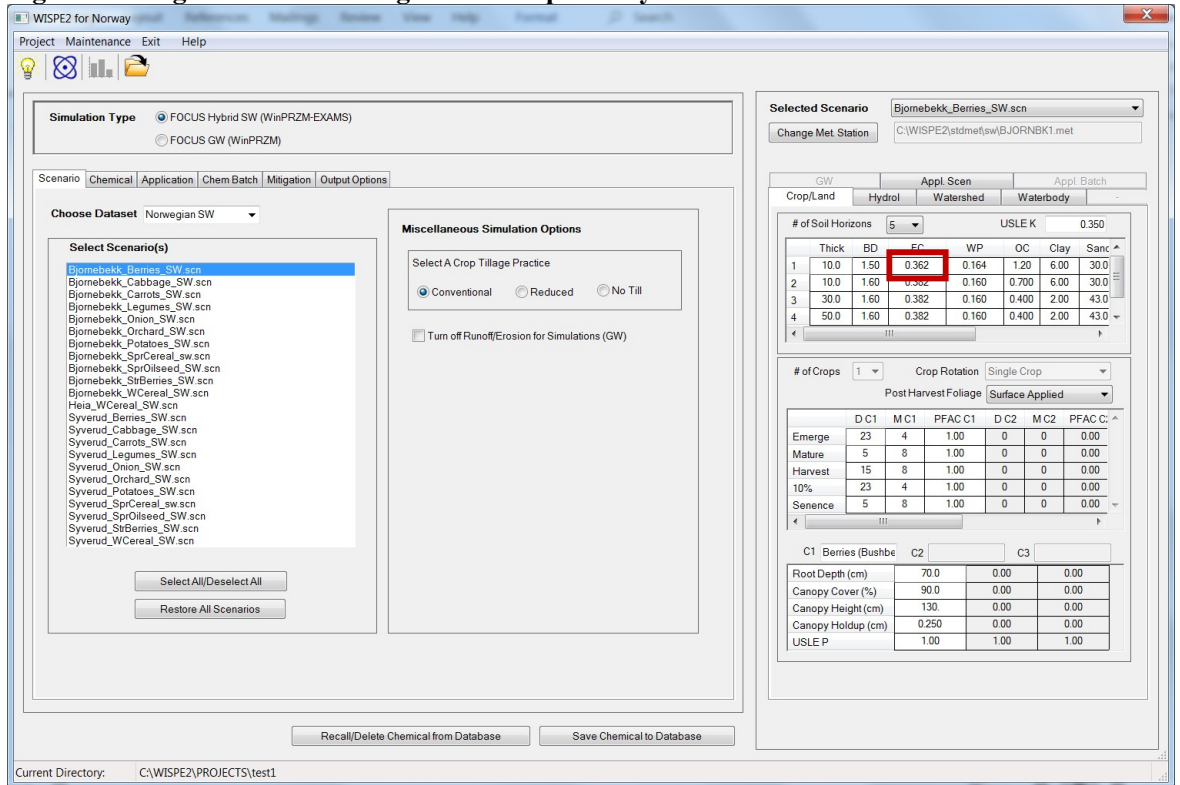 WISPE2 for Norway
Project Maintenance Exit Help
Simulation Type FOCUS Hybrid SW (WinPRZM-EXAMS)
FOCUS GW (WinPRZM)
Scenario Chemical Application Chem Batch Mitigation Output Options
Choose Dataset Norwegian SW
Select Scenario(s)
Bjornebekk_Berries_SW.scn
Bjornebekk_Cabbage_SW.scn
Bjornebekk_Carrots_SW.scn
Bjornebekk_Legumes_SW.scn
Bjornebekk_Onion_SW.scn
Bjornebekk_Orchard_SW.scn
Bjornebekk_Potatoes_SW.scn
Bjornebekk_SprCereal_sw.scn
Bjornebekk_SprOilseed_SW.scn
Bjornebekk_StrBerries_SW.scn
Bjornebekk_WCereal_SW.scn
Heia_WCereal_SW.scn
Syverud_Berries_SW.scn
Syverud_Cabbage_SW.scn
Syverud_Carrots_SW.scn
Syverud_Legumes_SW.scn
Syverud_Onion_SW.scn
Syverud_Orchard_SW.scn
Syverud_Potatoes_SW.scn
Syverud_SprCereal_sw.scn
Syverud_SprOilseed_SW.scn
Syverud_StrBerries_SW.scn
Syverud_WCereal_SW.scn
Select All/Deselect All
Restore All Scenarios
Miscellaneous Simulation Options
Select A Crop Tillage Practice
Conventional Reduced No Till
Turn off Runoff/Erosion for Simulations (GW)
Recall/Delete Chemical from Database Save Chemical to Database
Selected Scenario Bjornebekk_Berries_SW.scn
Change Met. Station C:\WISPE2\stdmet\sw\BJORNBK1.met
GW Appl. Scen Appl. Batch
Crop/Land Hydrol Watershed Waterbody -
# of Soil Horizons 5 USLE K 0.350
Thick BD FC WP OC Clay Sanc
1 10.0 1.50 0.362 0.164 1.20 6.00 30.0
2 10.0 1.60 0.382 0.160 0.700 6.00 30.0
3 30.0 1.60 0.382 0.160 0.400 2.00 43.0
4 50.0 1.60 0.382 0.160 0.400 2.00 43.0
# of Crops 1 Crop Rotation Single Crop
Post Harvest Foliage Surface Applied
D C1 M C1 PFAC C1 D C2 M C2 PFAC C:
Emerge 23 4 1.00 0 0 0.00
Mature 5 8 1.00 0 0 0.00
Harvest 15 8 1.00 0 0 0.00
10% 23 4 1.00 0 0 0.00
Senence 5 8 1.00 0 0 0.00
C1 Berries (Bushbe C2 C3
Root Depth (cm) 70.0 0.00 0.00
Canopy Cover (%) 90.0 0.00 0.00
Canopy Height (cm) 130. 0.00 0.00
Canopy Holdup (cm) 0.250 0.00 0.00
USLE P 1.00 1.00 1.00
Current Directory: C:\WISPE2\PROJECTS\test1